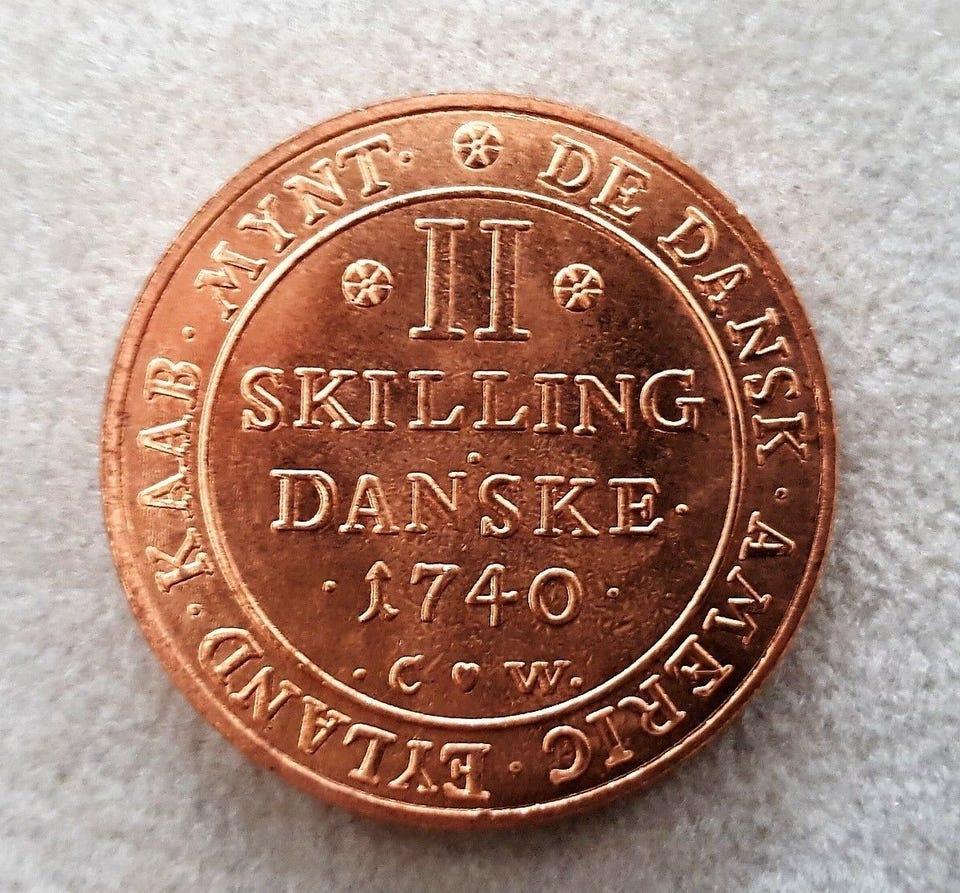 DE DANSK · AMERIC · EYLAND · KAAB · MYNT ·
II
SKILLING
DANSKE ·
· 1740 ·
· C ♥ W.